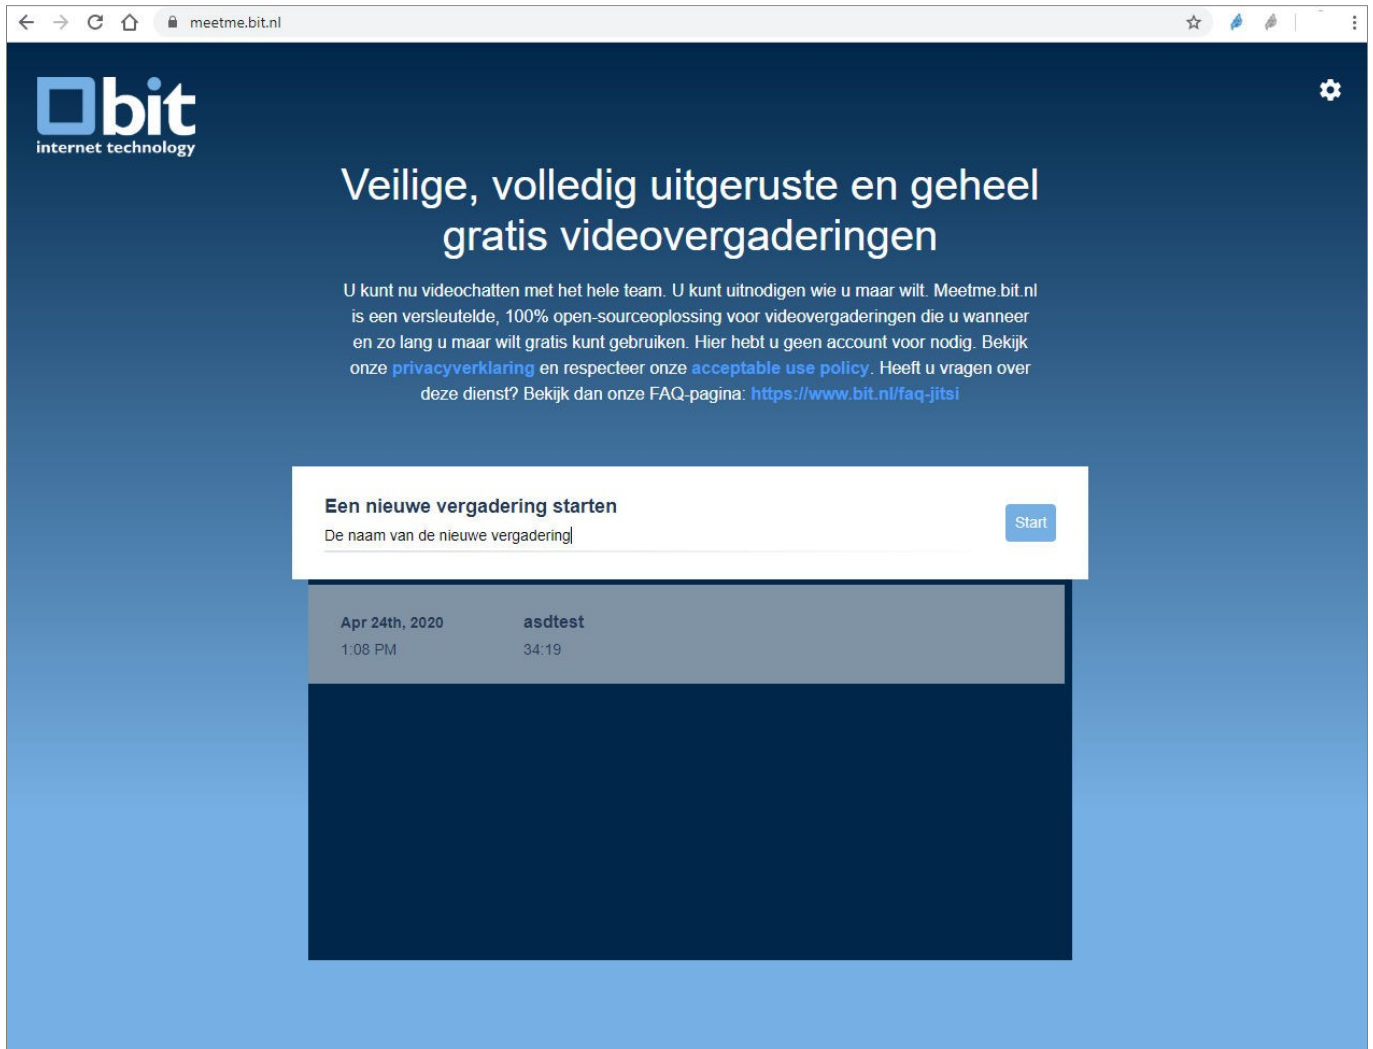 meetme.bit.nl
bit
internet technology
Veilige, volledig uitgeruste en geheel
gratis videovergaderingen
U kunt nu videochatten met het hele team. U kunt uitnodigen wie u maar wilt. Meetme.bit.nl
is een versleutelde, 100% open-sourceoplossing voor videovergaderingen die u wanneer
en zo lang u maar wilt gratis kunt gebruiken. Hier hebt u geen account voor nodig. Bekijk
onze privacyverklaring en respecteer onze acceptable use policy. Heeft u vragen over
deze dienst? Bekijk dan onze FAQ-pagina: https://www.bit.nl/faq-jitsi
Een nieuwe vergadering starten
De naam van de nieuwe vergadering
Start
Apr 24th, 2020 asdtest
1:08 PM 34:19